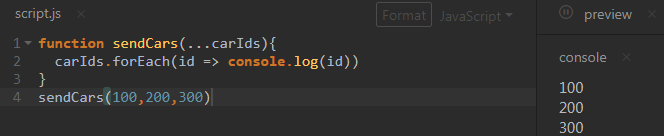 script.js × Format JavaScript preview
1 function sendCars(...carIds){
2 carIds.forEach(id => console.log(id))
3 }
4 sendCars(100,200,300)
console ×
100
200
300